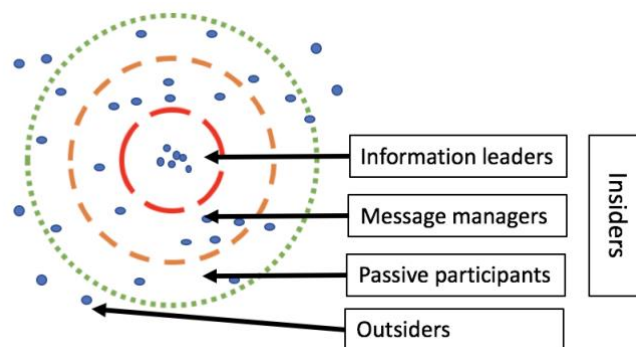 Information leaders
Message managers
Passive participants
Outsiders
Insiders